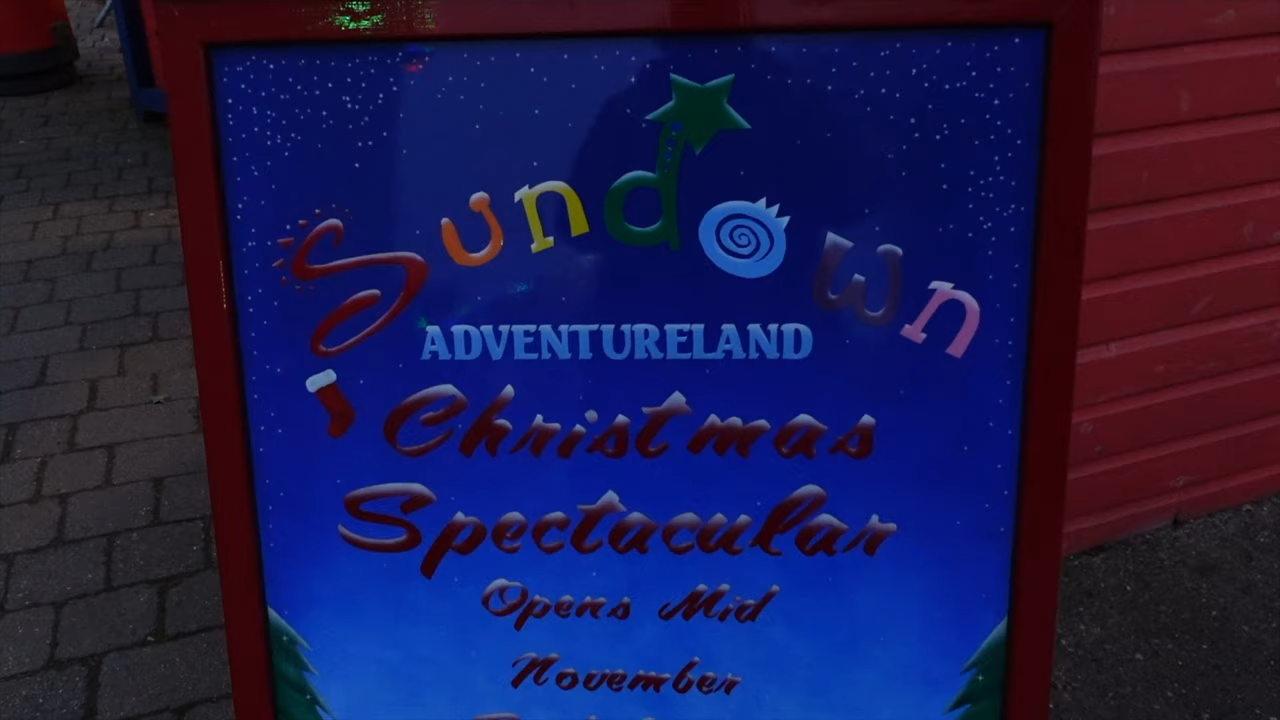 Sundown
ADVENTURELAND
Christmas
Spectacular
Opens Mid
November